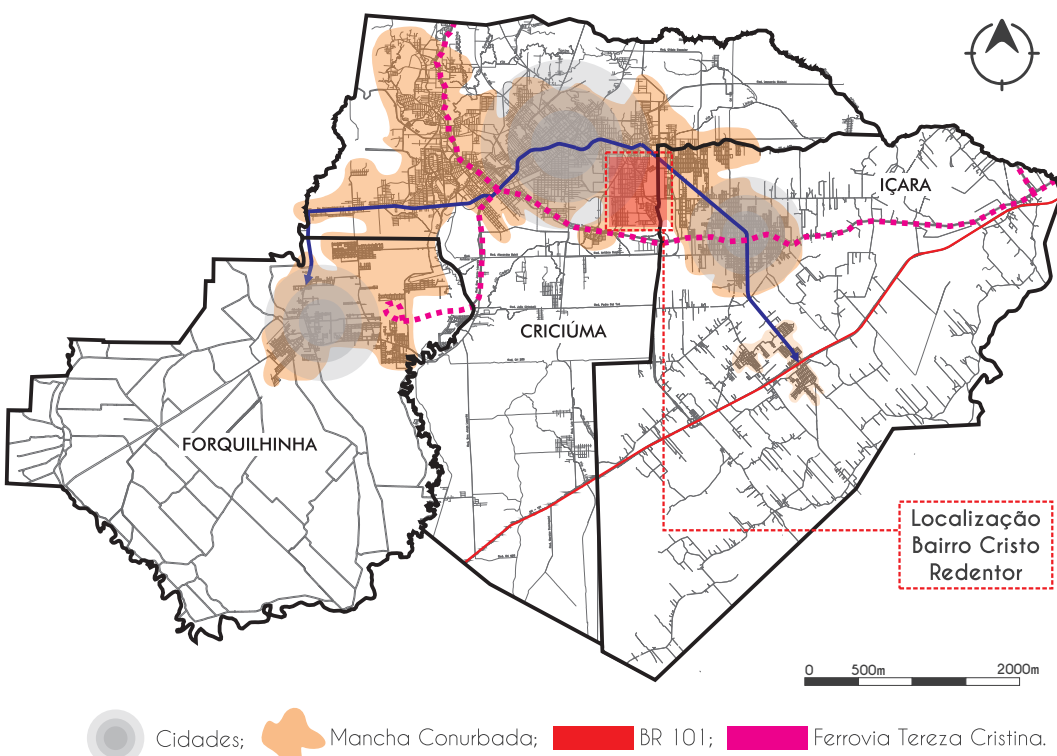 IÇARA
CRICIÚMA
FORQUILHINHA
Localização
Bairro Cristo
Redentor
0 500m 2000m
Cidades; Mancha Conurbada; BR 101; Ferrovia Tereza Cristina.